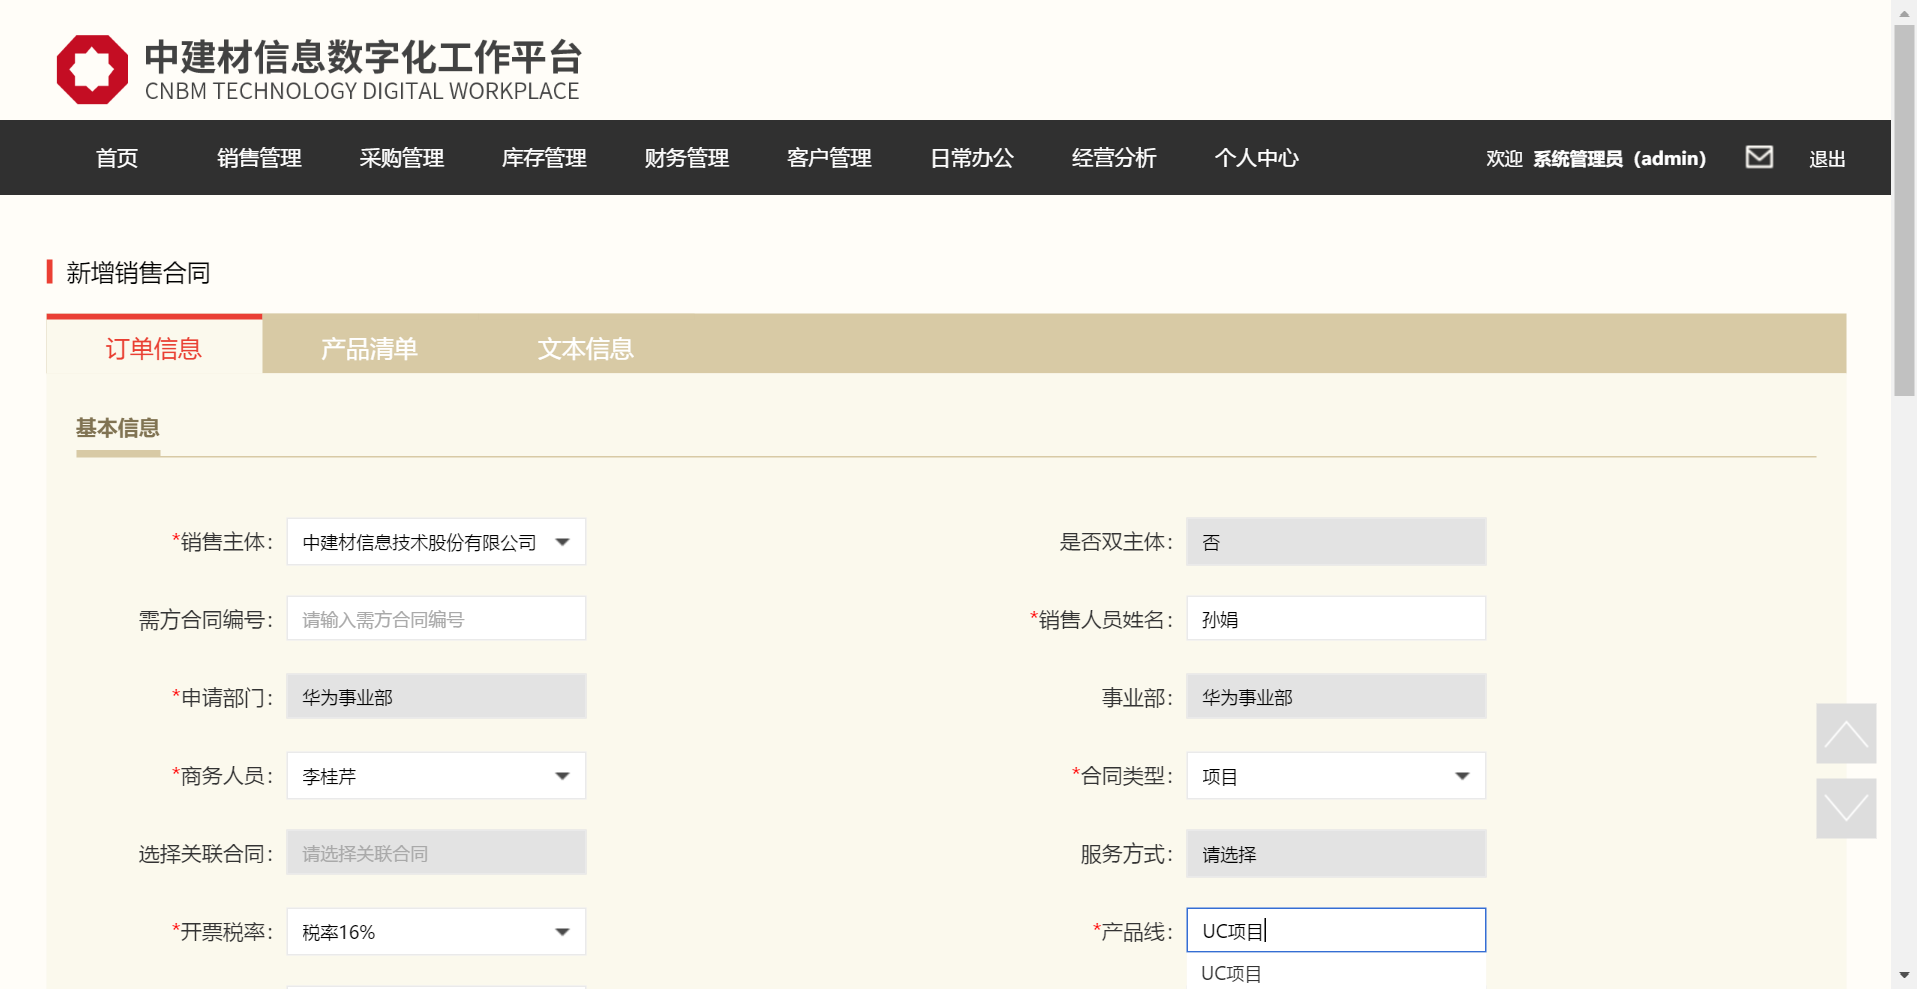 中建材信息数字化工作平台
CNBM TECHNOLOGY DIGITAL WORKPLACE
首页 销售管理 采购管理 库存管理 财务管理 客户管理 日常办公 经营分析 个人中心 欢迎 系统管理员（admin） 退出
新增销售合同
订单信息 产品清单 文本信息
基本信息
*销售主体: 中建材信息技术股份有限公司 是否双主体: 否
需方合同编号: 请输入需方合同编号 *销售人员姓名: 孙娟
*申请部门: 华为事业部 事业部: 华为事业部
*商务人员: 李桂芹 *合同类型: 项目
选择关联合同: 请选择关联合同 服务方式: 请选择
*开票税率: 税率16% *产品线: UC项目
UC项目